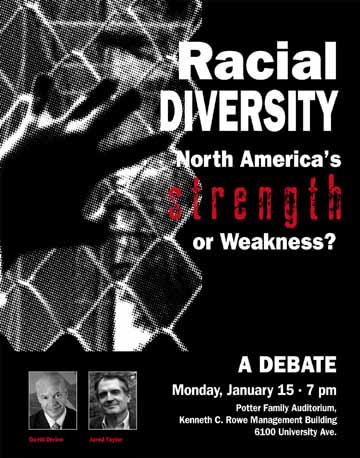 Racial
DIVERSITY
North America's
strength
or Weakness?
A DEBATE
Monday, January 15 · 7 pm
Potter Family Auditorium,
Kenneth C. Rowe Management Building
6100 University Ave.
David Divine Jared Taylor